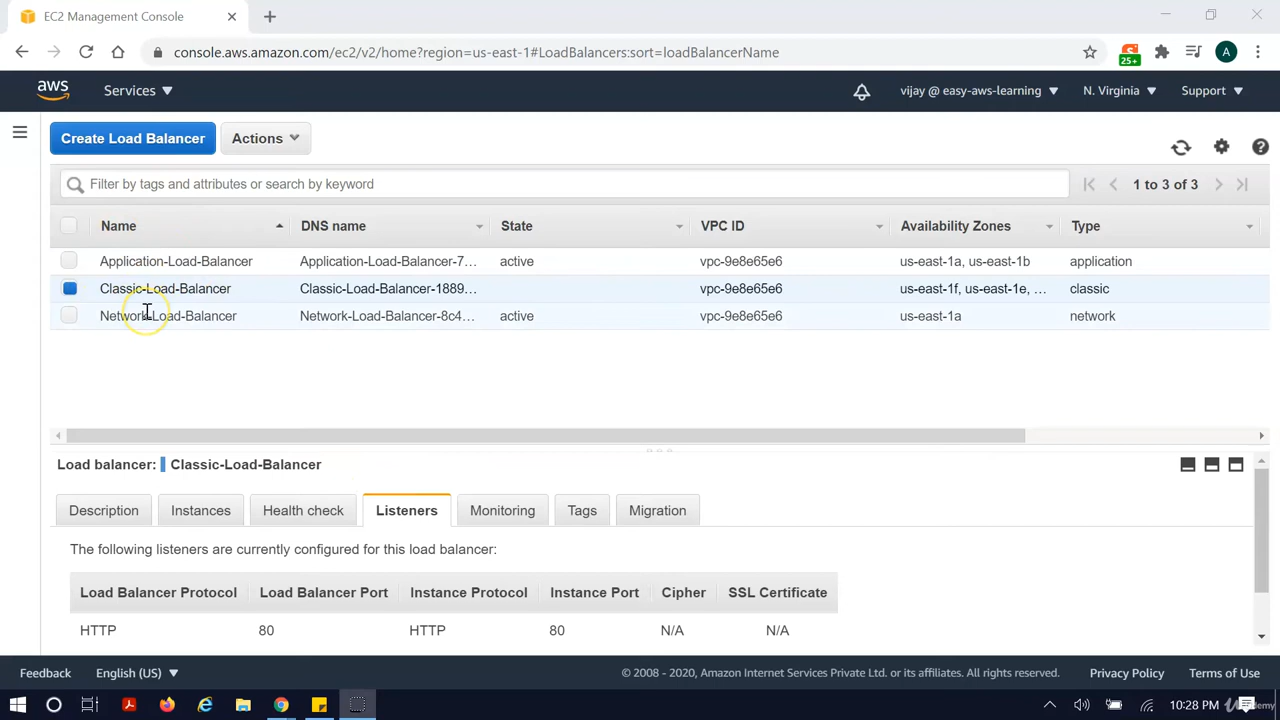 EC2 Management Console
console.aws.amazon.com/ec2/v2/home?region=us-east-1#LoadBalancers:sort=loadBalancerName
25+
A
aws
Services
vijay @ easy-aws-learning
N. Virginia
Support
Create Load Balancer
Actions
Filter by tags and attributes or search by keyword
1 to 3 of 3
Name DNS name State VPC ID Availability Zones Type
Application-Load-Balancer Application-Load-Balancer-7... active vpc-9e8e65e6 us-east-1a, us-east-1b application
Classic-Load-Balancer Classic-Load-Balancer-1889... vpc-9e8e65e6 us-east-1f, us-east-1e, ... classic
Network-Load-Balancer Network-Load-Balancer-8c4... active vpc-9e8e65e6 us-east-1a network
Load balancer: Classic-Load-Balancer
Description Instances Health check Listeners Monitoring Tags Migration
The following listeners are currently configured for this load balancer:
Load Balancer Protocol Load Balancer Port Instance Protocol Instance Port Cipher SSL Certificate
HTTP 80 HTTP 80 N/A N/A
Feedback English (US) © 2008 - 2020, Amazon Internet Services Private Ltd. or its affiliates. All rights reserved. Privacy Policy Terms of Use
10:28 PM
Udemy